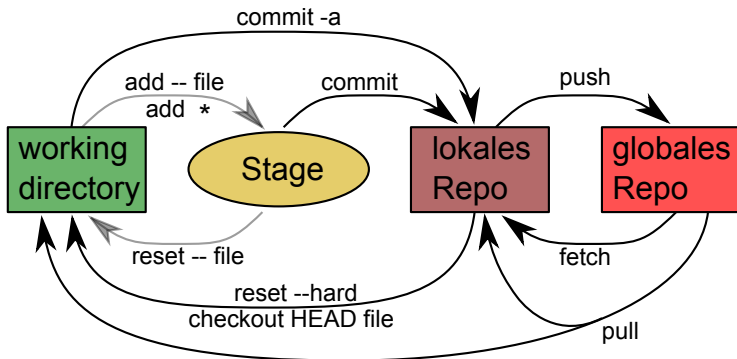 commit -a
add -- file
add *
commit
push
working
directory
Stage
lokales
Repo
globales
Repo
reset -- file
fetch
reset --hard
checkout HEAD file
pull